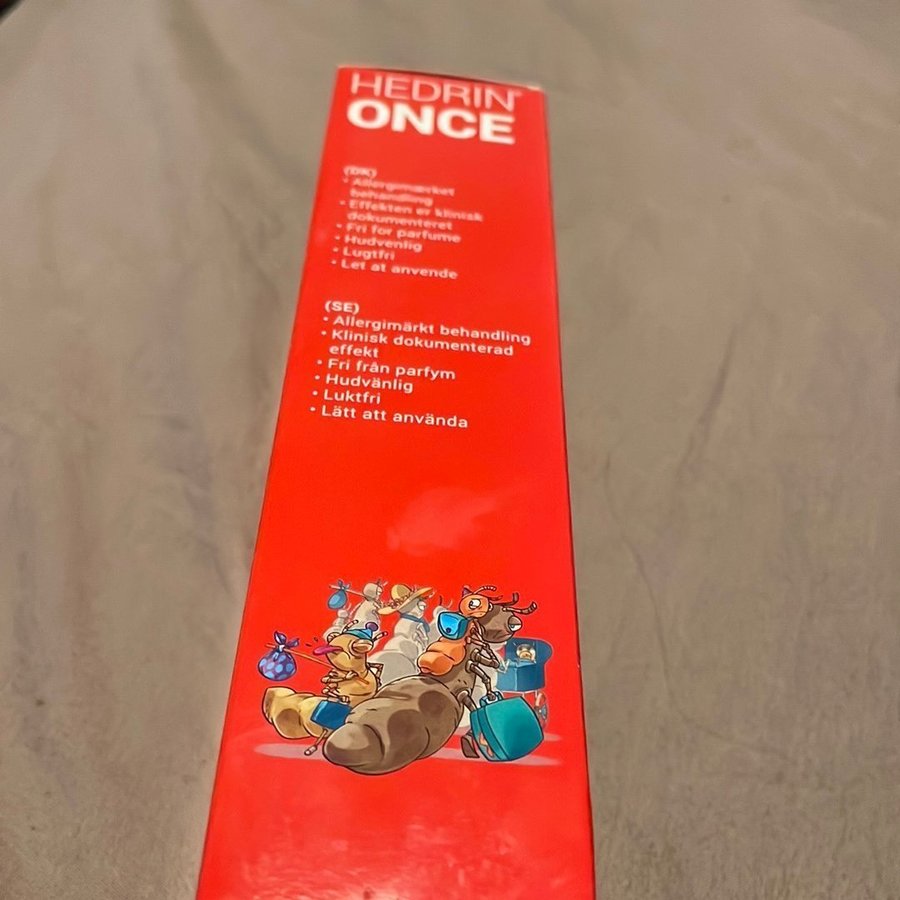 HEDRIN®
ONCE
(DK)
• Allergimærket
behandling
• Effekten er klinisk
dokumenteret
• Fri for parfume
• Hudvenlig
• Lugtfri
• Let at anvende
(SE)
• Allergimärkt behandling
• Klinisk dokumenterad
effekt
• Fri från parfym
• Hudvänlig
• Luktfri
• Lätt att använda